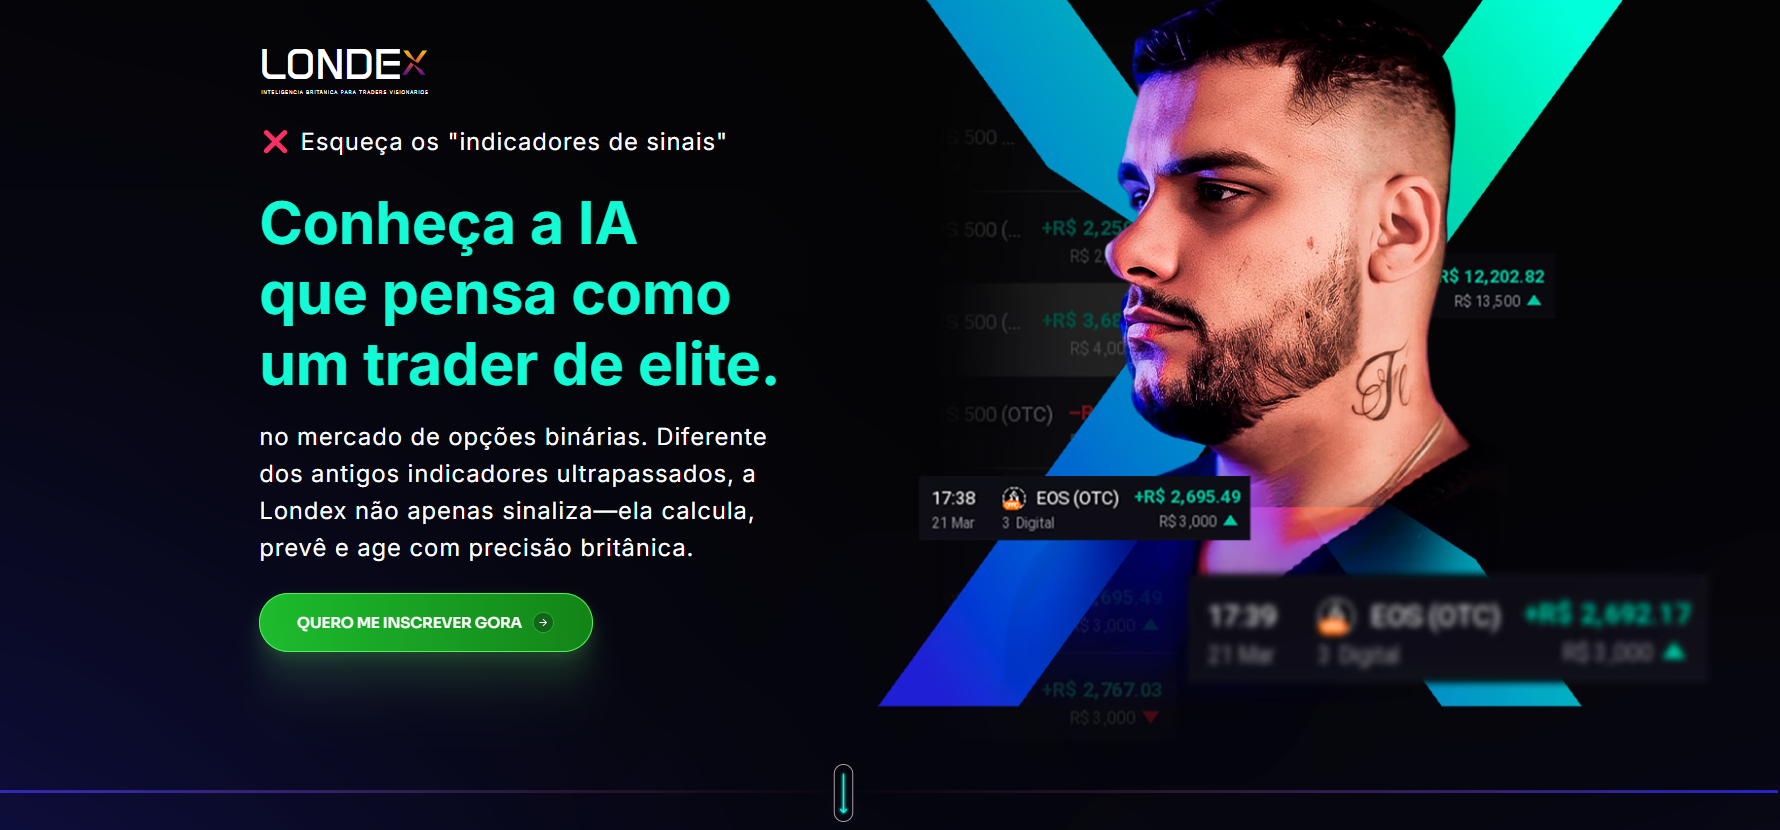 LONDEX
INTELIGENCIA BRITÂNICA PARA TRADERS VISIONARIOS
Esqueça os "indicadores de sinais"
Conheça a IA
que pensa como
um trader de elite.
no mercado de opções binárias. Diferente
dos antigos indicadores ultrapassados, a
Londex não apenas sinaliza—ela calcula,
prevê e age com precisão britânica.
QUERO ME INSCREVER GORA
500 ...
500 (...
+R$ 2,25
R$ 2,
500 (...
+R$ 3,68
R$ 4,00
500 (OTC)
R$ 12,202.82
R$ 13,500
17:38 EOS (OTC) +R$ 2,695.49
21 Mar 3 Digital R$ 3,000
,695.49
$ 3,000
17:39 EOS (OTC) +R$ 2,692.17
21 Mar 3 Digital R$ 3,000
+R$ 2,767.03
R$ 3,000